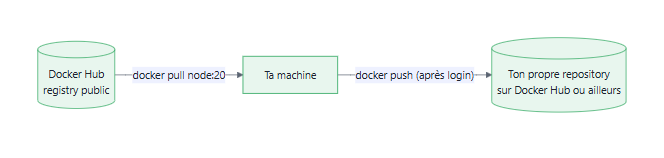 Docker Hub
registry public
docker pull node:20
Ta machine
docker push (après login)
Ton propre repository
sur Docker Hub ou ailleurs